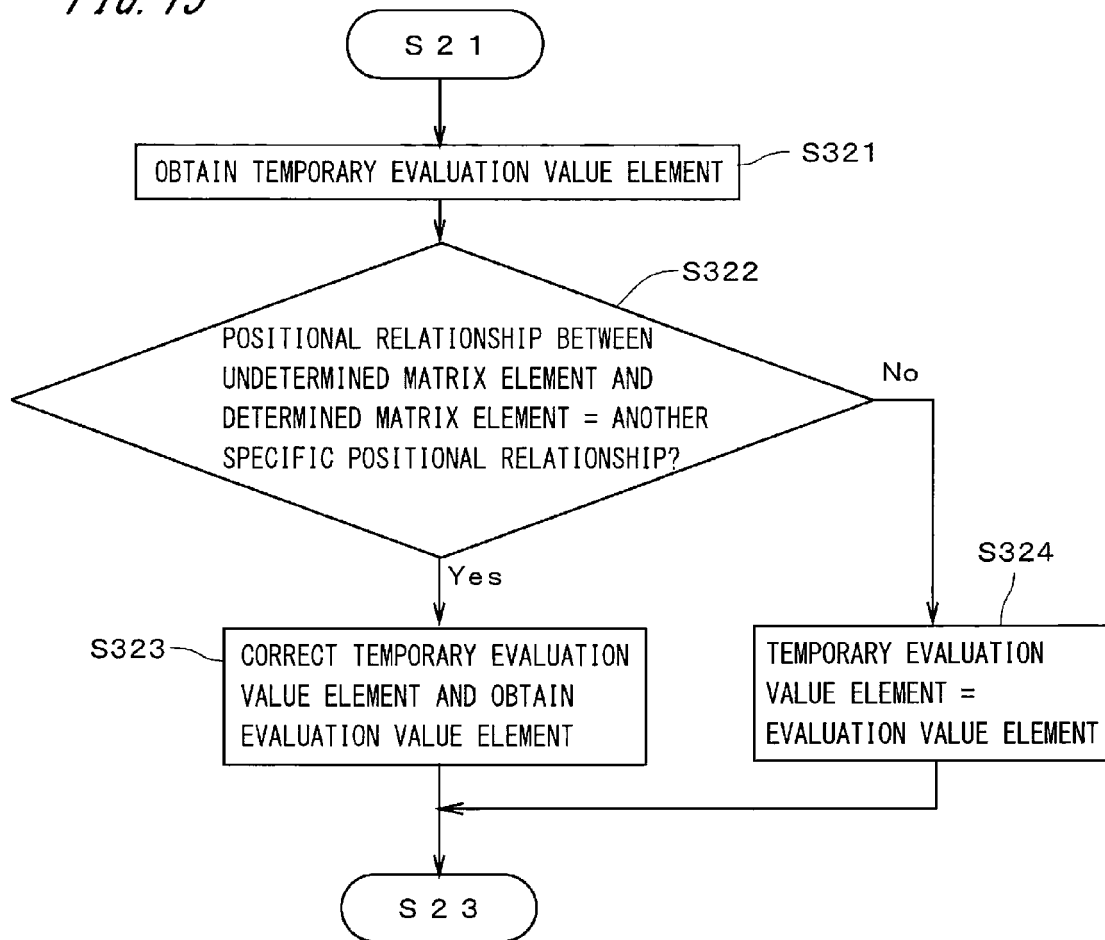 FIG. 15
S21
OBTAIN TEMPORARY EVALUATION VALUE ELEMENT
S321
S322
POSITIONAL RELATIONSHIP BETWEEN
UNDETERMINED MATRIX ELEMENT AND
DETERMINED MATRIX ELEMENT = ANOTHER
SPECIFIC POSITIONAL RELATIONSHIP?
No
Yes
S324
S323
CORRECT TEMPORARY EVALUATION
VALUE ELEMENT AND OBTAIN
EVALUATION VALUE ELEMENT
TEMPORARY EVALUATION
VALUE ELEMENT =
EVALUATION VALUE ELEMENT
S23